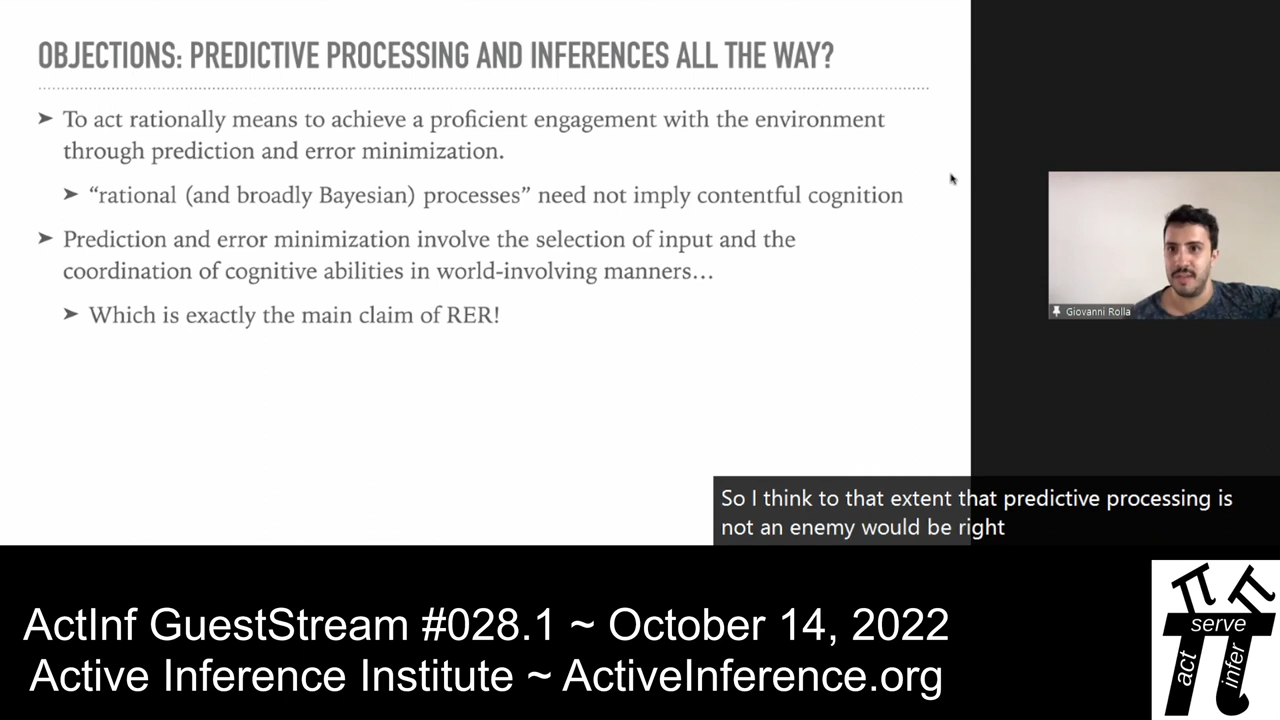 OBJECTIONS: PREDICTIVE PROCESSING AND INFERENCES ALL THE WAY?
➤ To act rationally means to achieve a proficient engagement with the environment
through prediction and error minimization.
➤ “rational (and broadly Bayesian) processes” need not imply contentful cognition
➤ Prediction and error minimization involve the selection of input and the
coordination of cognitive abilities in world-involving manners…
➤ Which is exactly the main claim of RER!
Giovanni Rolla
So I think to that extent that predictive processing is
not an enemy would be right
ActInf GuestStream #028.1 ~ October 14, 2022
Active Inference Institute ~ ActiveInference.org
π π
serve
act
infer